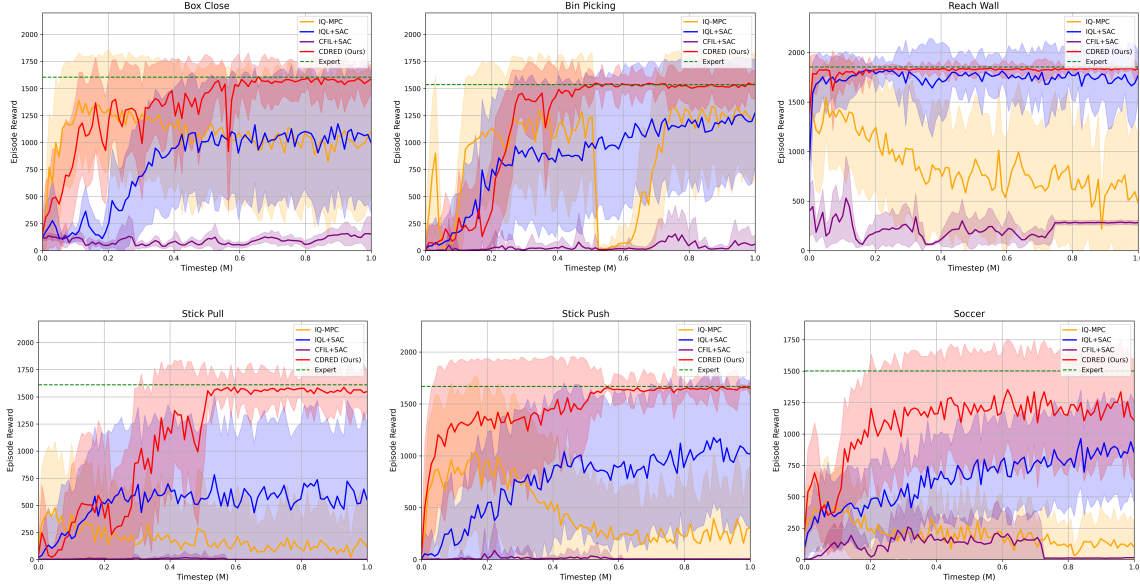 Box Close
Episode Reward
2000
1750
1500
1250
1000
750
500
250
0
0.0 0.2 0.4 0.6 0.8 1.0
Timestep (M)
IQ-MPC
IQL+SAC
CFIL+SAC
CDRED (Ours)
Expert
Bin Picking
Episode Reward
2000
1750
1500
1250
1000
750
500
250
0
0.0 0.2 0.4 0.6 0.8 1.0
Timestep (M)
IQ-MPC
IQL+SAC
CFIL+SAC
CDRED (Ours)
Expert
Reach Wall
Episode Reward
2000
1500
1000
500
0
0.0 0.2 0.4 0.6 0.8 1.0
Timestep (M)
IQ-MPC
IQL+SAC
CFIL+SAC
CDRED (Ours)
Expert
Stick Pull
Episode Reward
2000
1750
1500
1250
1000
750
500
250
0
0.0 0.2 0.4 0.6 0.8 1.0
Timestep (M)
IQ-MPC
IQL+SAC
CFIL+SAC
CDRED (Ours)
Expert
Stick Push
Episode Reward
2000
1500
1000
500
0
0.0 0.2 0.4 0.6 0.8 1.0
Timestep (M)
IQ-MPC
IQL+SAC
CFIL+SAC
CDRED (Ours)
Expert
Soccer
Episode Reward
1750
1500
1250
1000
750
500
250
0
0.0 0.2 0.4 0.6 0.8 1.0
Timestep (M)
IQ-MPC
IQL+SAC
CFIL+SAC
CDRED (Ours)
Expert